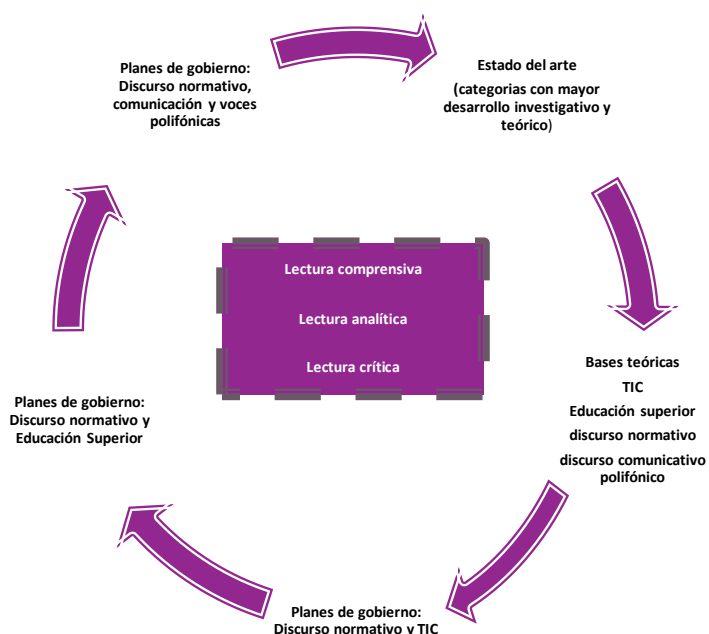 Planes de gobierno:
Discurso normativo,
comunicación y voces
polifónicas
Estado del arte
(categorias con mayor
desarrollo investigativo y
teórico)
Lectura comprensiva
Lectura analítica
Lectura crítica
Bases teóricas
TIC
Educación superior
discurso normativo
discurso comunicativo
polifónico
Planes de gobierno:
Discurso normativo y TIC
Planes de gobierno:
Discurso normativo y
Educación Superior